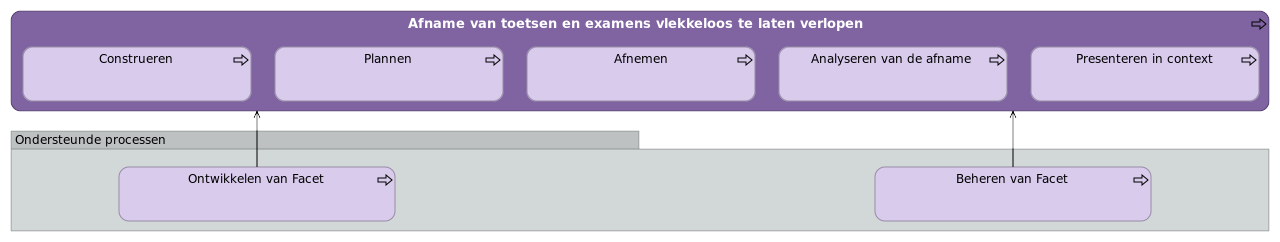 Afname van toetsen en examens vlekkeloos te laten verlopen
Construeren
Plannen
Afnemen
Analyseren van de afname
Presenteren in context
Ondersteunde processen
Ontwikkelen van Facet
Beheren van Facet